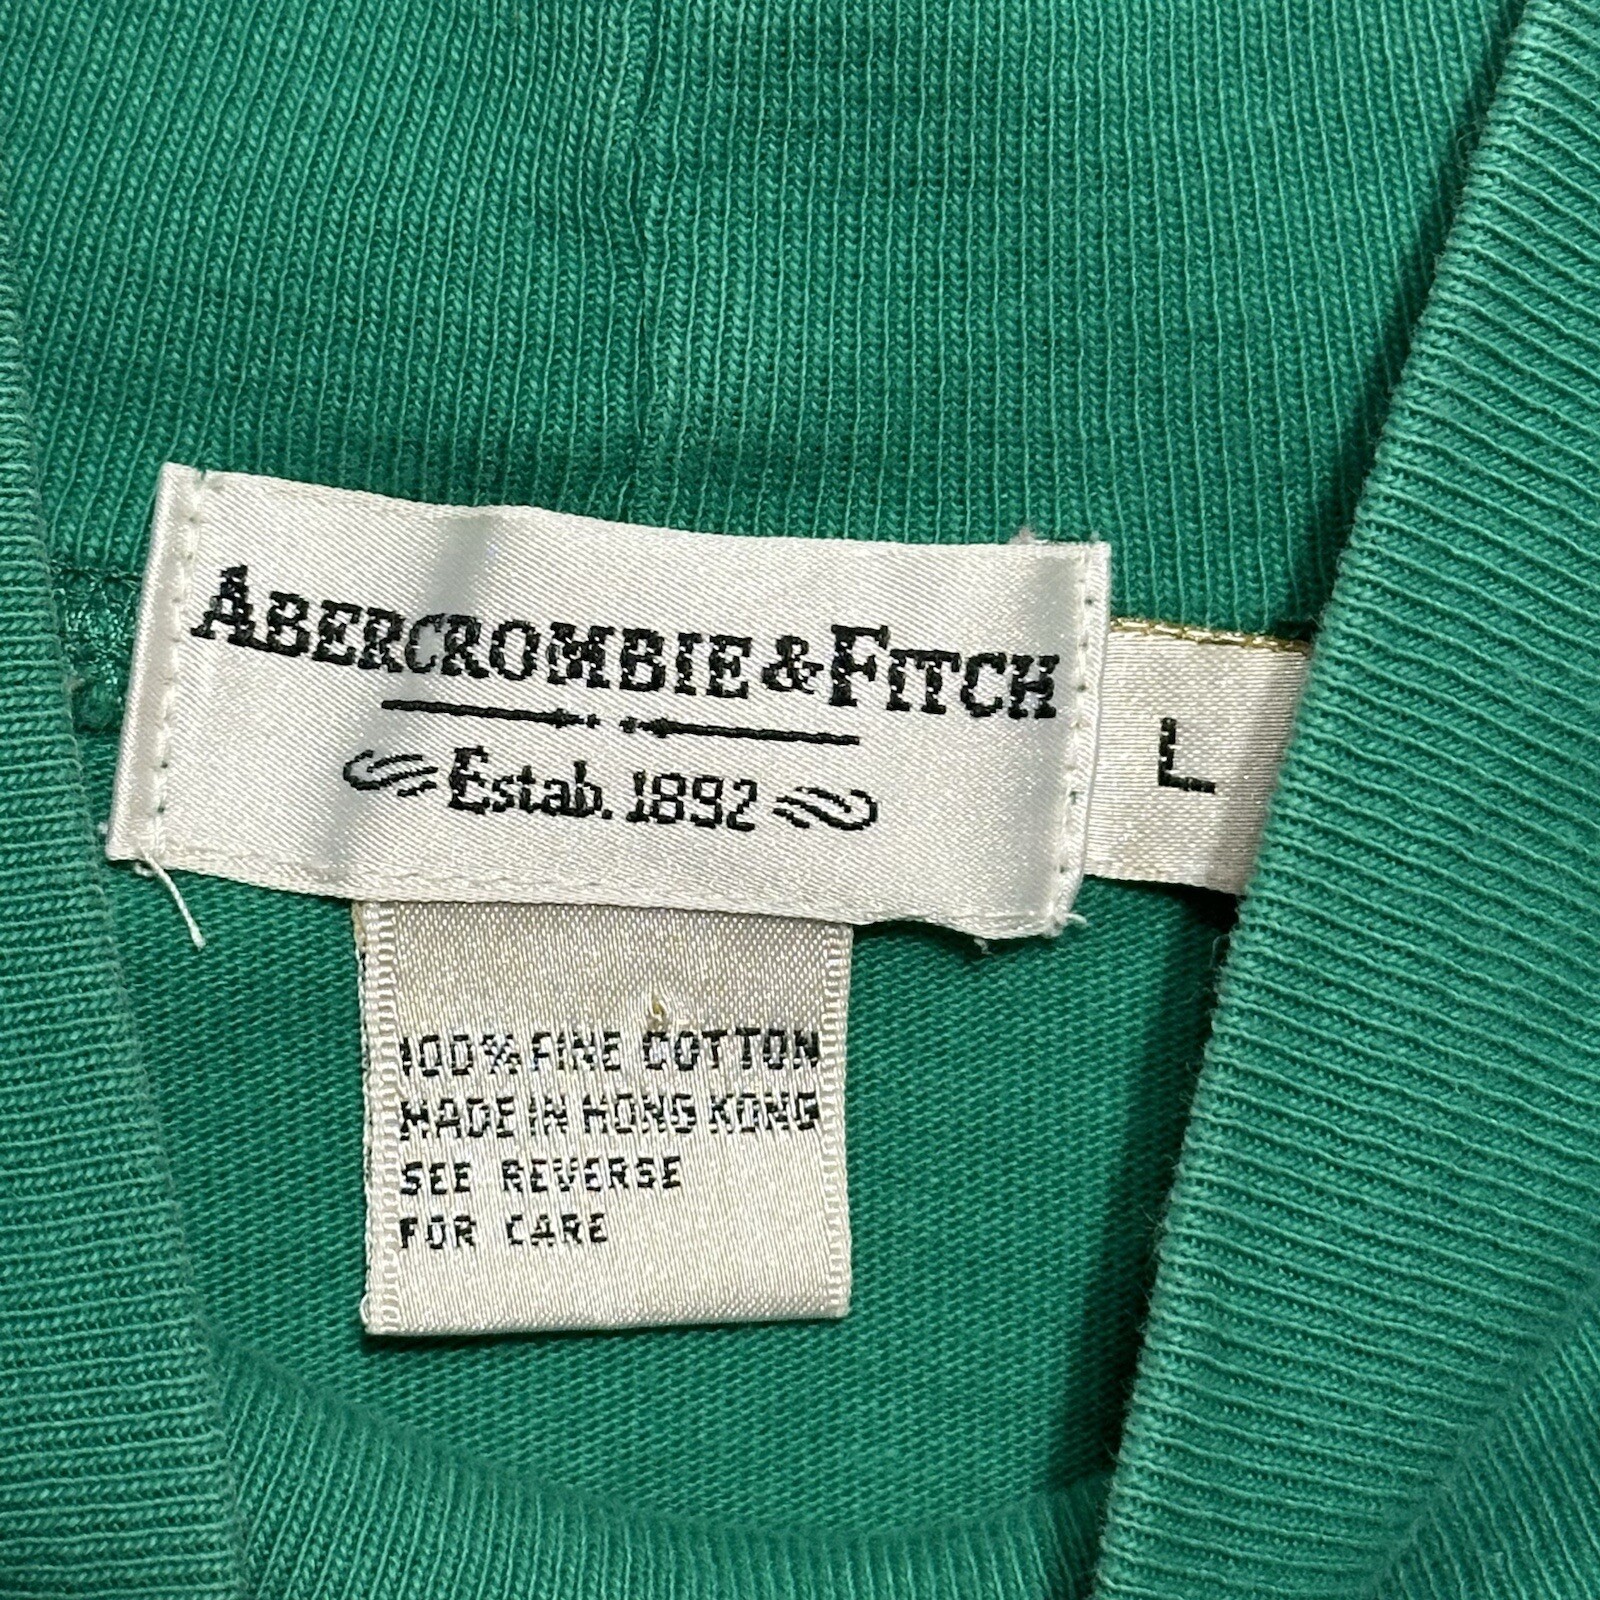 ABERCROMBIE & FITCH
Estab. 1892
L
100% FINE COTTON
MADE IN HONG KONG
SEE REVERSE
FOR CARE